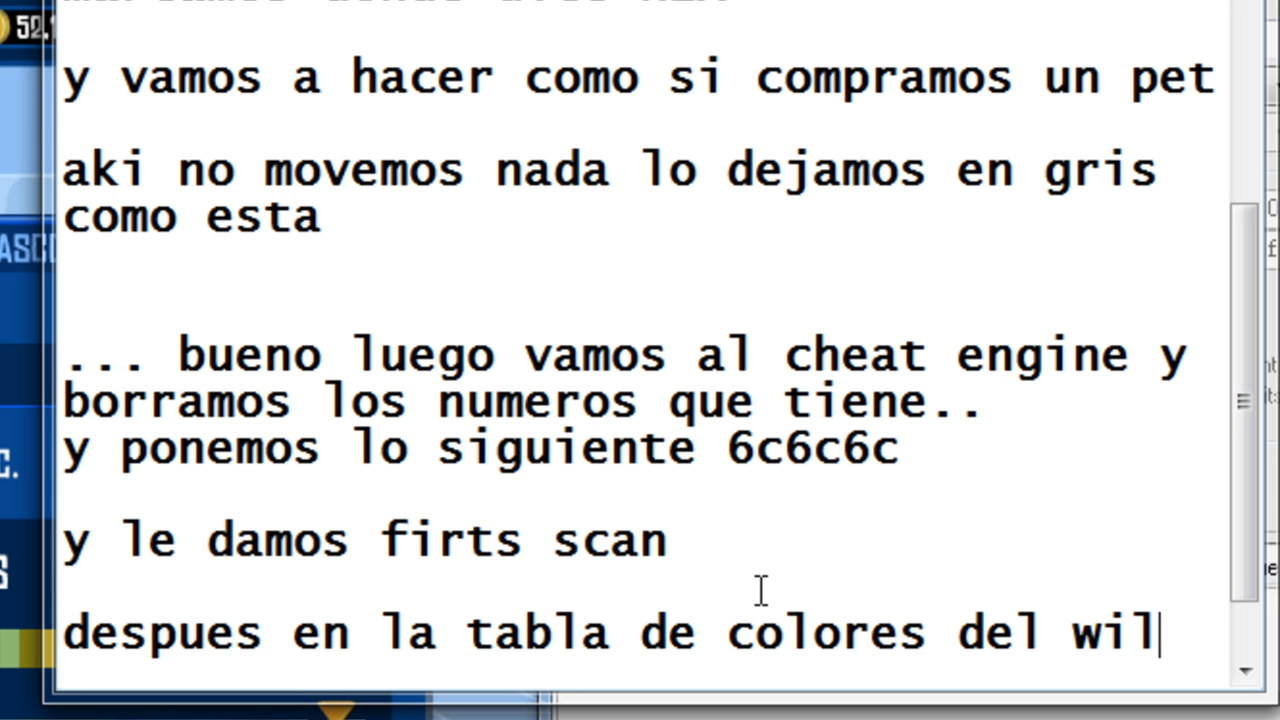 52.
y vamos a hacer como si compramos un pet
aki no movemos nada lo dejamos en gris
como esta
... bueno luego vamos al cheat engine y
borramos los numeros que tiene..
y ponemos lo siguiente 6c6c6c
y le damos firts scan
despues en la tabla de colores del wil
ASC
C.
S